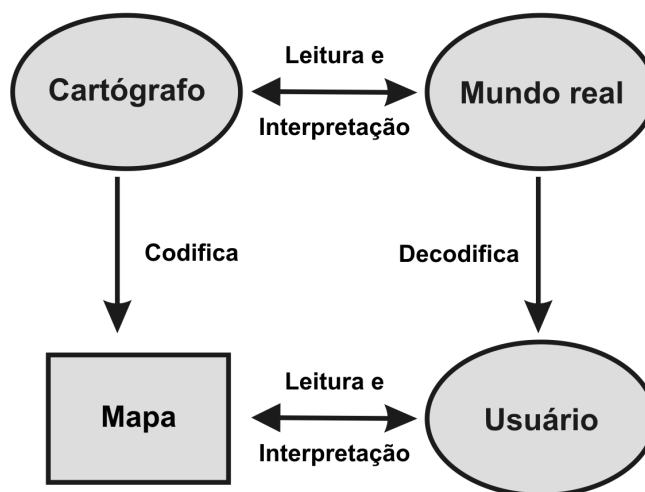 Leitura e
Cartógrafo
Mundo real
Interpretação
Codifica
Decodifica
Leitura e
Mapa
Usuário
Interpretação